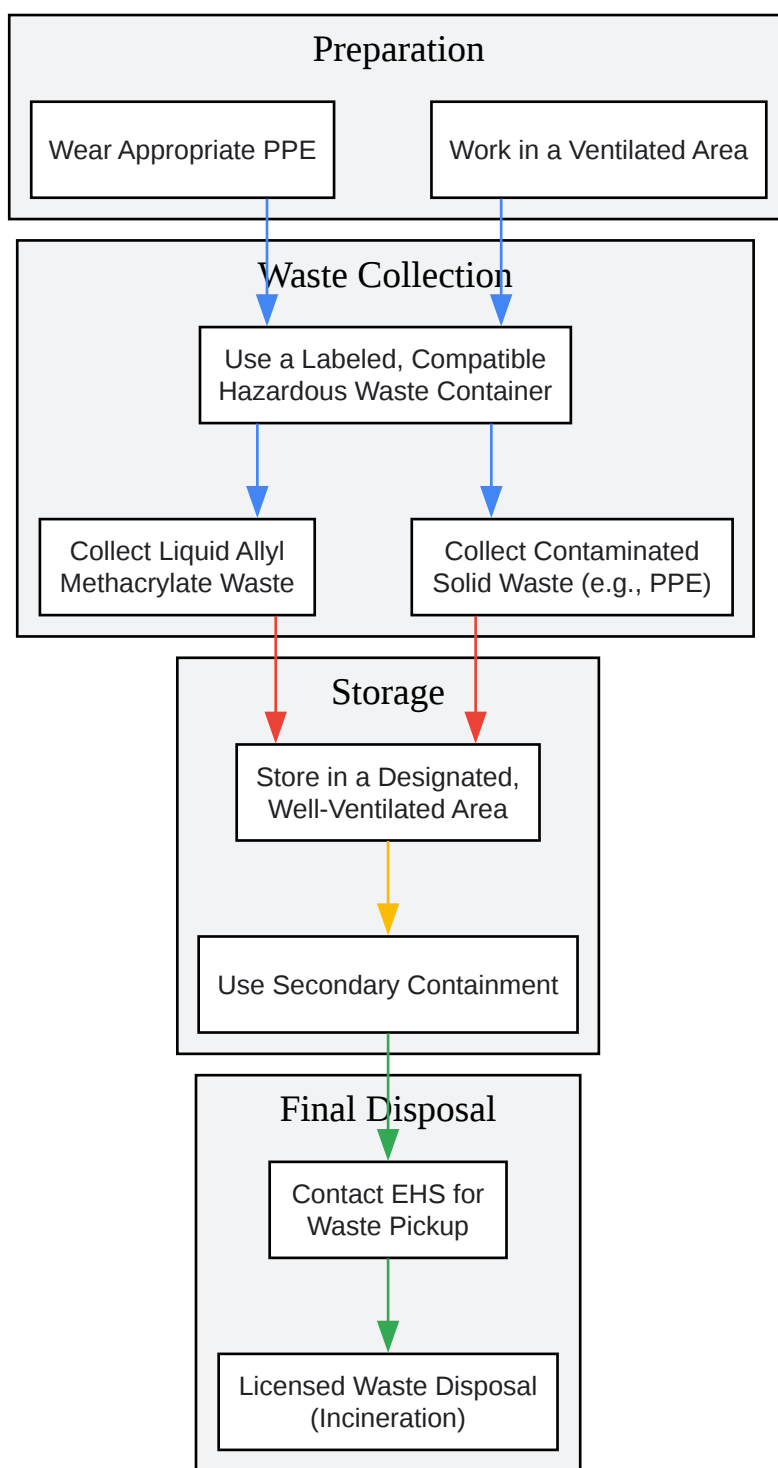 Preparation
Wear Appropriate PPE
Work in a Ventilated Area
Waste Collection
Use a Labeled, Compatible
Hazardous Waste Container
Collect Liquid Allyl
Methacrylate Waste
Collect Contaminated
Solid Waste (e.g., PPE)
Storage
Store in a Designated,
Well-Ventilated Area
Use Secondary Containment
Final Disposal
Contact EHS for
Waste Pickup
Licensed Waste Disposal
(Incineration)